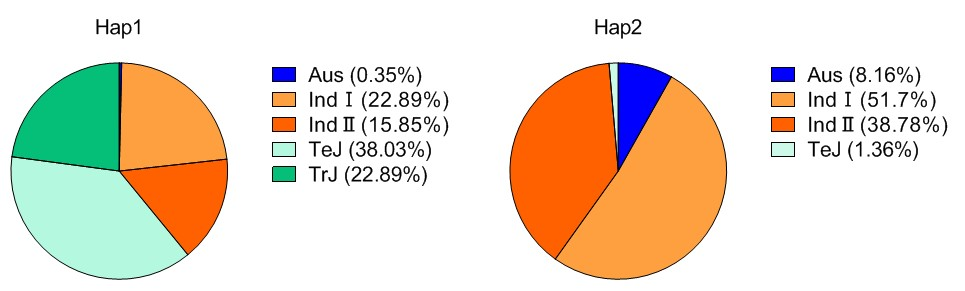 Hap1
Aus (0.35%)
Ind Ⅰ (22.89%)
Ind Ⅱ (15.85%)
TeJ (38.03%)
TrJ (22.89%)
Hap2
Aus (8.16%)
Ind Ⅰ (51.7%)
Ind Ⅱ (38.78%)
TeJ (1.36%)